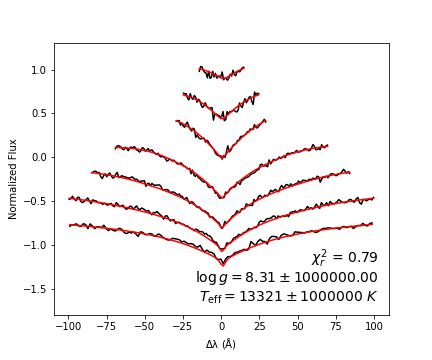 1.0
0.5
0.0
−0.5
−1.0
−1.5
Normalized Flux
χ²ᵣ = 0.79
log g = 8.31 ± 1000000.00
T_eff = 13321 ± 1000000 K
−100 −75 −50 −25 0 25 50 75 100
Δλ (Å)